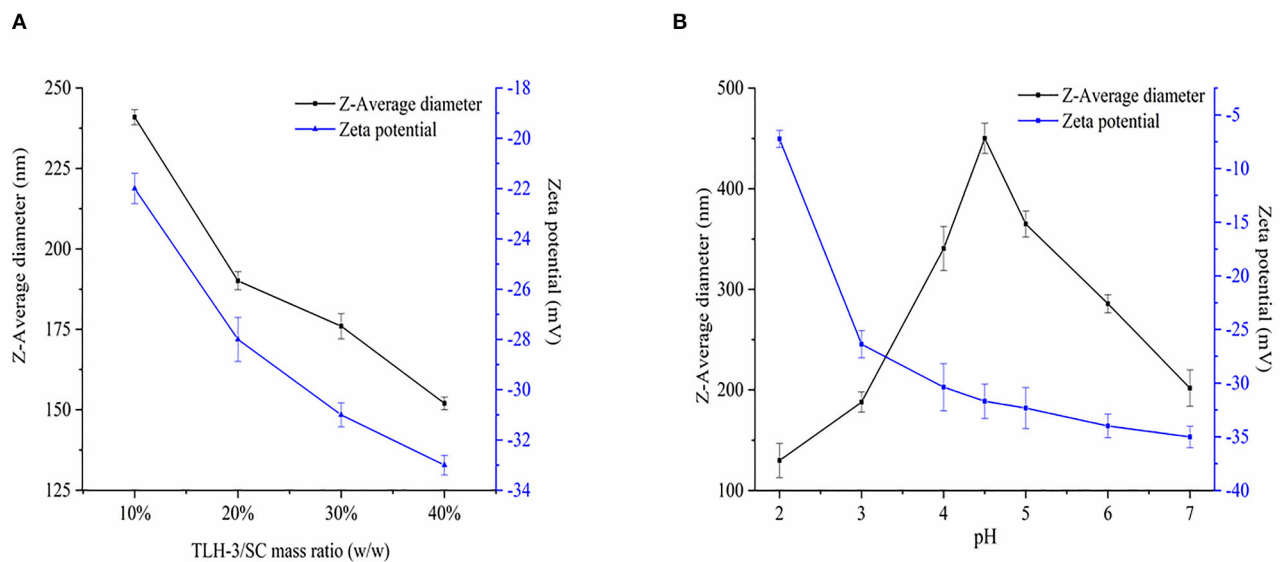 A
B
Z-Average diameter
Zeta potential
250
225
200
175
150
125
Z-Average diameter (nm)
-18
-20
-22
-24
-26
-28
-30
-32
-34
Zeta potential (mV)
10% 20% 30% 40%
TLH-3/SC mass ratio (w/w)
Z-Average diameter
Zeta potential
500
400
300
200
100
Z-Average diameter (nm)
-5
-10
-15
-20
-25
-30
-35
-40
Zeta potential (mV)
2 3 4 5 6 7
pH